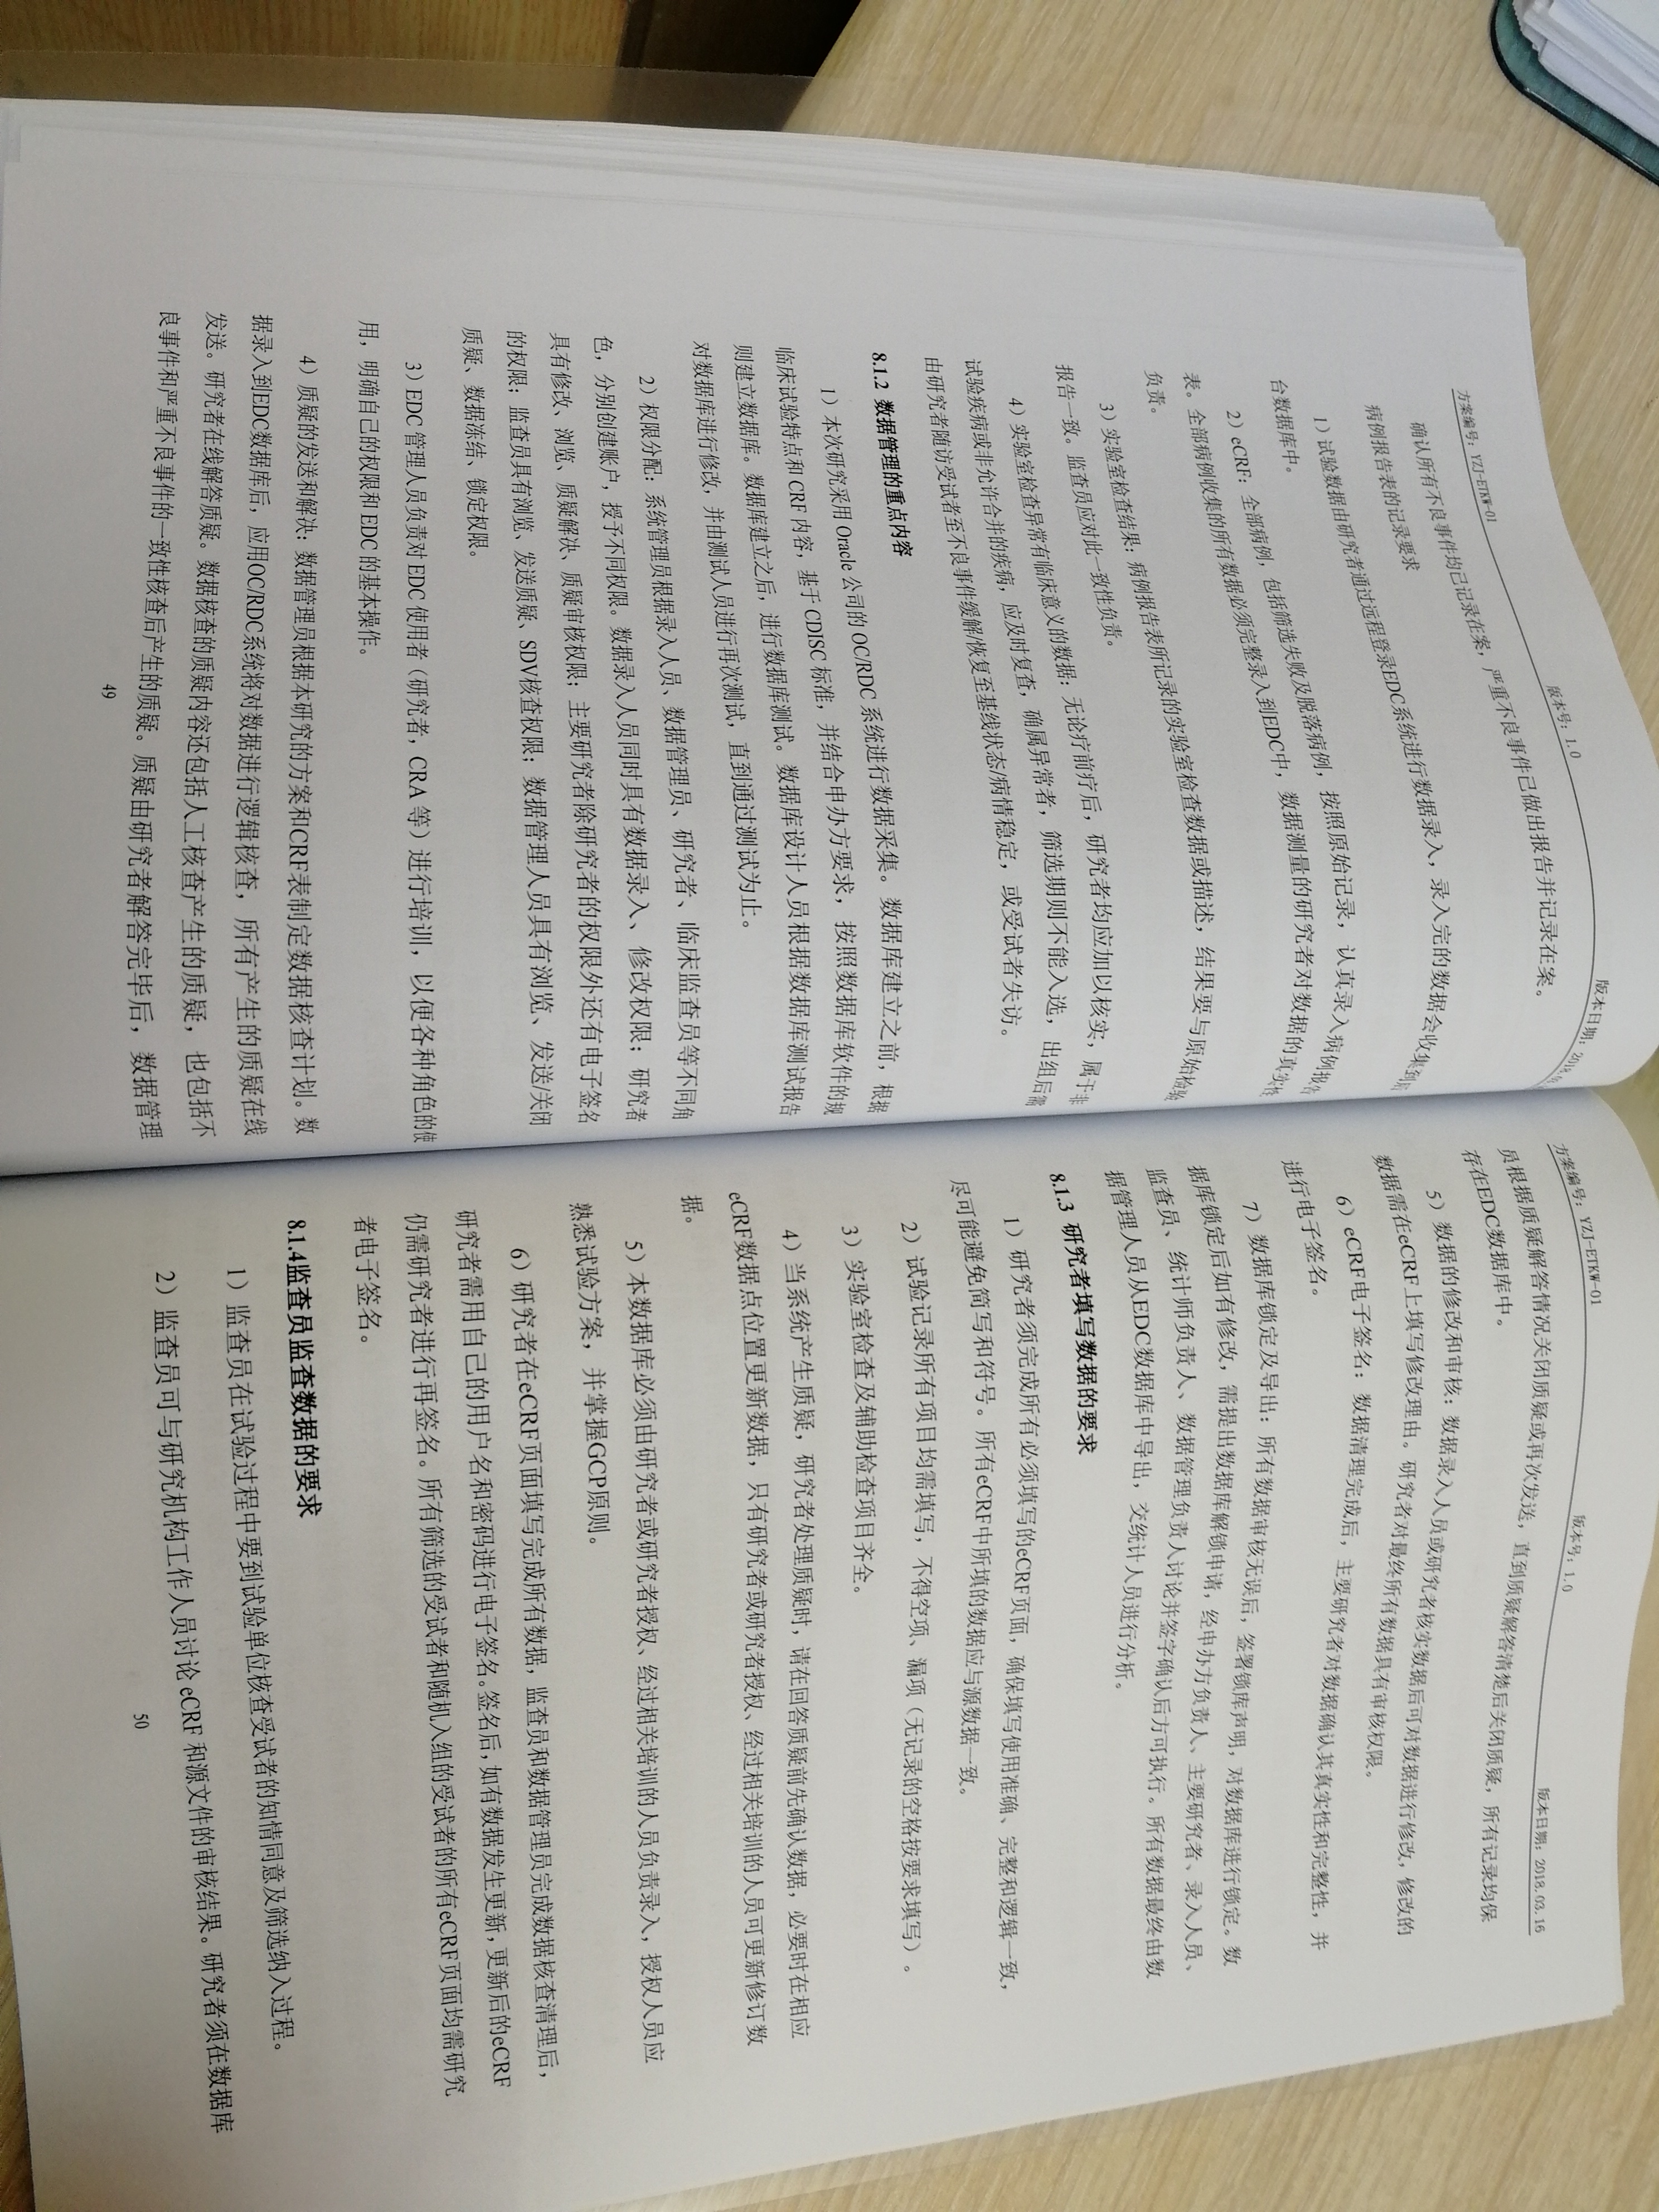 方案编号：YZJ-ETKW-01 版本号：1.0 版本日期：2018.03
确认所有不良事件均已记录在案，严重不良事件已做出报告并记录在案。
病例报告表的记录要求
1）试验数据由研究者通过远程登录EDC系统进行数据录入，录入完的数据会收集到后
台数据库中。
2）eCRF：全部病例，包括筛选失败及脱落病例，按照原始记录，认真录入病例报告
表。全部病例收集的所有数据必须完整录入到EDC中，数据测量的研究者对数据的真实性
负责。
3）实验室检查结果：病例报告表所记录的实验室检查数据或描述，结果要与原始检验
报告一致。监查员应对此一致性负责。
4）实验室检查异常有临床意义的数据：无论疗前疗后，研究者均应加以核实，属于非
试验疾病或非允许合并的疾病，应及时复查，确属异常者，筛选期则不能入选，出组后需
由研究者随访受试者至不良事件缓解/恢复至基线状态/病情稳定，或受试者失访。
8.1.2 数据管理的重点内容
1）本次研究采用 Oracle 公司的 OC/RDC 系统进行数据采集。数据库建立之前，根据
临床试验特点和 CRF 内容，基于 CDISC 标准，并结合申办方要求，按照数据库软件的规
则建立数据库。数据库建立之后，进行数据库测试。数据库设计人员根据数据库测试报告
对数据库进行修改，并由测试人员进行再次测试，直到通过测试为止。
2）权限分配：系统管理员根据录入人员、数据管理员、研究者、临床监查员等不同角
色，分别创建账户，授予不同权限。数据录入人员同时具有数据录入、修改权限；研究者
具有修改、浏览、质疑解决、质疑审核权限；主要研究者除研究者的权限外还有电子签名
的权限；监查员具有浏览、发送质疑、SDV核查权限；数据管理人员具有浏览、发送/关闭
质疑、数据冻结、锁定权限。
3）EDC 管理人员负责对 EDC 使用者（研究者，CRA 等）进行培训，以便各种角色的使
用，明确自己的权限和 EDC 的基本操作。
4）质疑的发送和解决：数据管理员根据本研究的方案和CRF表制定数据核查计划。数
据录入到EDC数据库后，应用OC/RDC系统将对数据进行逻辑核查，所有产生的质疑在线
发送。研究者在线解答质疑。数据核查的质疑内容还包括人工核查产生的质疑，也包括不
良事件和严重不良事件的一致性核查后产生的质疑。质疑由研究者解答完毕后，数据管理
49
方案编号：YZJ-ETKW-01 版本号：1.0 版本日期：2018.03.16
员根据质疑解答情况关闭质疑或再次发送，直到质疑解答清楚后关闭质疑，所有记录均保
存在EDC数据库中。
5）数据的修改和审核：数据录入人员或研究者核实数据后可对数据进行修改，修改的
数据需在eCRF上填写修改理由。研究者对最终所有数据具有审核权限。
6）eCRF电子签名：数据清理完成后，主要研究者对数据确认其真实性和完整性，并
进行电子签名。
7）数据库锁定及导出：所有数据审核无误后，签署锁库声明，对数据库进行锁定。数
据库锁定后如有修改，需提出数据库解锁申请，经申办方负责人、主要研究者、录入人员、
监查员、统计师负责人、数据管理负责人讨论并签字确认后方可执行。所有数据最终由数
据管理人员从EDC数据库中导出，交统计人员进行分析。
8.1.3 研究者填写数据的要求
1）研究者须完成所有必须填写的eCRF页面，确保填写使用准确、完整和逻辑一致，
尽可能避免简写和符号。所有eCRF中所填的数据应与源数据一致。
2）试验记录所有项目均需填写，不得空项、漏项（无记录的空格按要求填写）。
3）实验室检查及辅助检查项目齐全。
4）当系统产生质疑，研究者处理质疑时，请在回答质疑前先确认数据，必要时在相应
eCRF数据点位置更新数据，只有研究者或研究者授权、经过相关培训的人员可更新修订数
据。
5）本数据库必须由研究者或研究者授权、经过相关培训的人员负责录入，授权人员应
熟悉试验方案，并掌握GCP原则。
6）研究者在eCRF页面填写完成所有数据，监查员和数据管理员完成数据核查清理后，
研究者需用自己的用户名和密码进行电子签名。签名后，如有数据发生更新，更新后的eCRF
仍需研究者进行再签名。所有筛选的受试者和随机入组的受试者的所有eCRF页面均需研究
者电子签名。
8.1.4监查员监查数据的要求
1）监查员在试验过程中要到试验单位核查受试者的知情同意及筛选纳入过程。
2）监查员可与研究机构工作人员讨论 eCRF 和源文件的审核结果。研究者须在数据库
50